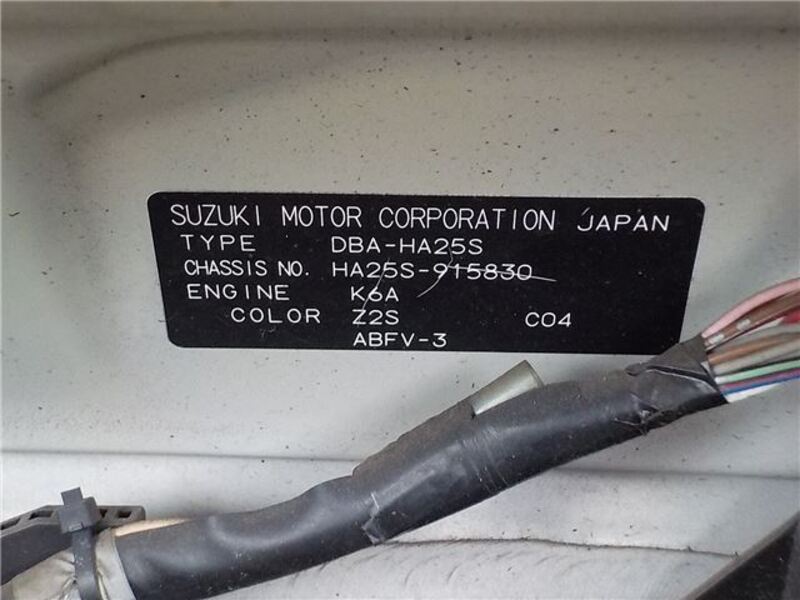 SUZUKI MOTOR CORPORATION JAPAN
TYPE DBA-HA25S
CHASSIS NO. HA25S-915830
ENGINE K6A
COLOR Z2S C04
ABFV-3